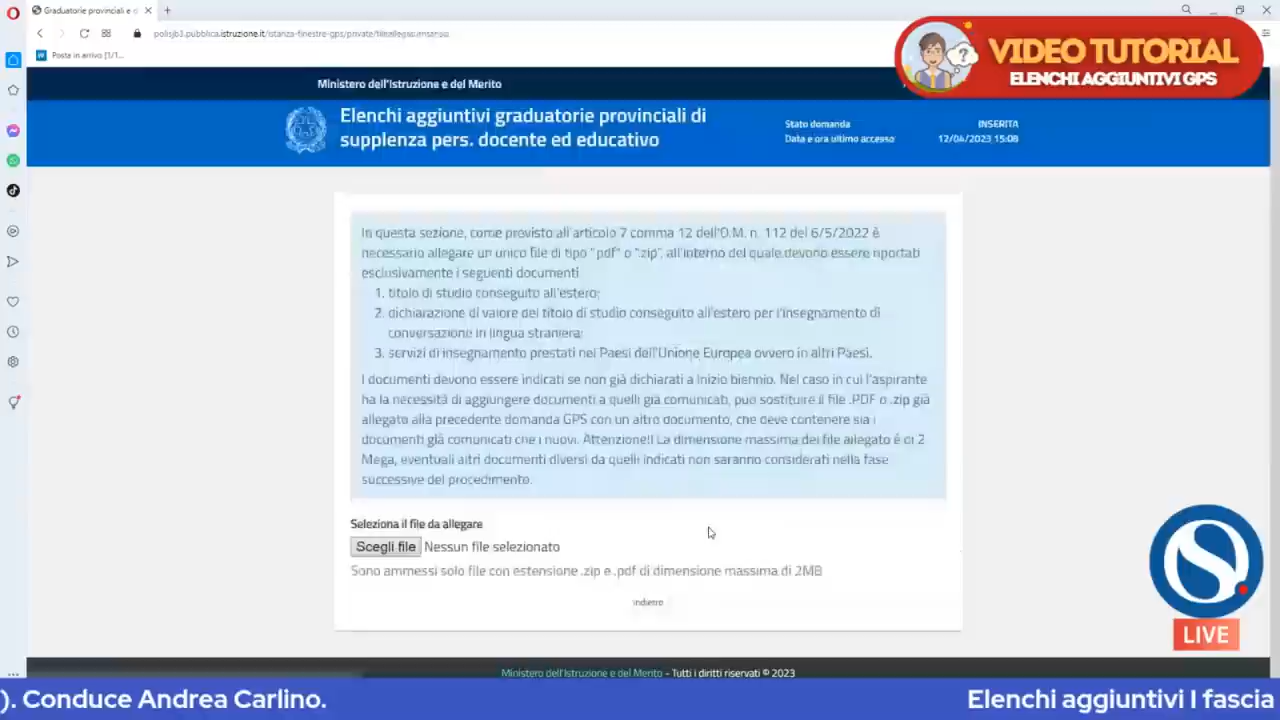 Graduatorie provinciali e d
polisjb3.pubblica.istruzione.it/istanza-finestre-gps/private/
Posta in arrivo (1/1...
VIDEO TUTORIAL
ELENCHI AGGIUNTIVI GPS
Ministero dell'Istruzione e del Merito
Elenchi aggiuntivi graduatorie provinciali di
supplenza pers. docente ed educativo
Stato domanda INSERITA
Data e ora ultimo accesso 12/04/2023 15:08
In questa sezione, come previsto all'articolo 7 comma 12 dell'O.M. n. 112 del 6/5/2022 è
necessario allegare un unico file di tipo ".pdf" o ".zip", all'interno del quale devono essere riportati
esclusivamente i seguenti documenti
1. titolo di studio conseguito all'estero;
2. dichiarazione di valore del titolo di studio conseguito all'estero per l'insegnamento di
conversazione in lingua straniera;
3. servizi di insegnamento prestati nei Paesi dell'Unione Europea ovvero in altri Paesi.
I documenti devono essere indicati se non già dichiarati a inizio biennio. Nel caso in cui l'aspirante
ha la necessità di aggiungere documenti a quelli già comunicati, può sostituire il file .PDF o .zip già
allegato alla precedente domanda GPS con un altro documento, che deve contenere sia i
documenti già comunicati che i nuovi. Attenzione!! La dimensione massima del file allegato è di 2
Mega, eventuali altri documenti diversi da quelli indicati non saranno considerati nella fase
successive del procedimento.
Seleziona il file da allegare
Scegli file Nessun file selezionato
Sono ammessi solo file con estensione .zip e .pdf di dimensione massima di 2MB
Indietro
LIVE
Ministero dell'Istruzione e del Merito - Tutti i diritti riservati © 2023
). Conduce Andrea Carlino. Elenchi aggiuntivi I fascia